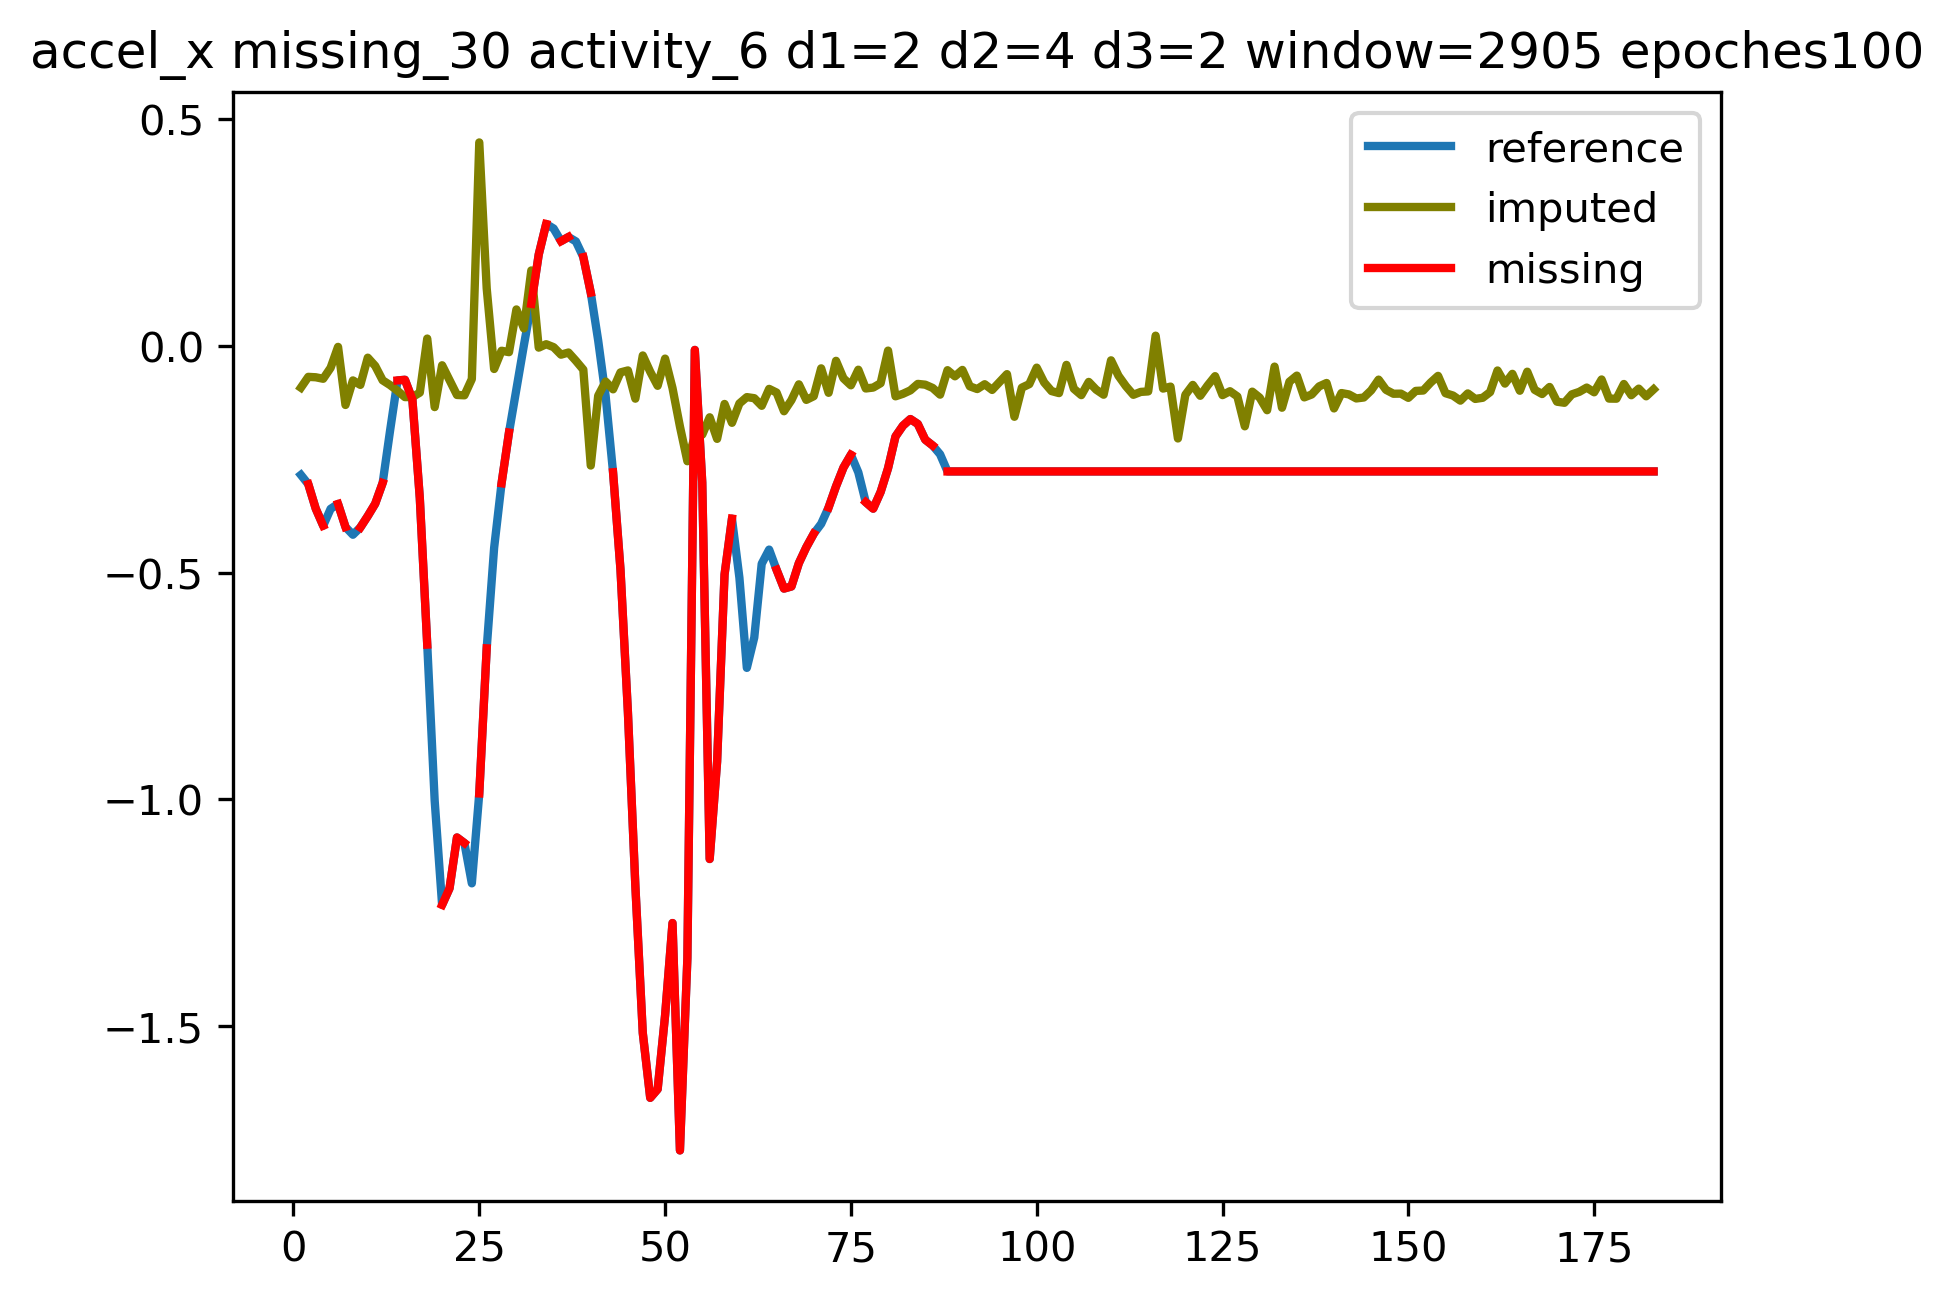 accel_x missing_30 activity_6 d1=2 d2=4 d3=2 window=2905 epoches100
reference
imputed
missing
0.5
0.0
−0.5
−1.0
−1.5
0 25 50 75 100 125 150 175